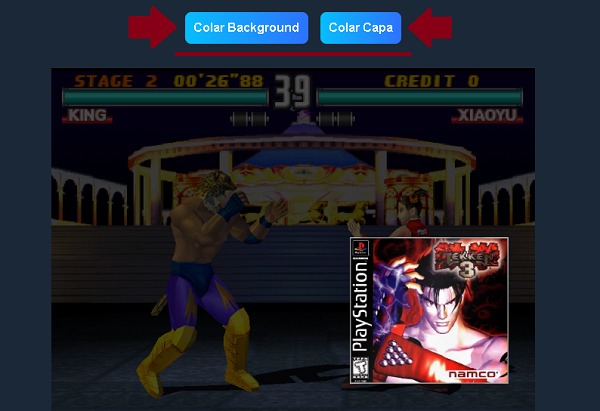 Colar Background
Colar Capa
STAGE 2 00'26"88
39
CREDIT 0
KING
XIAOYU
PlayStation
TEKKEN
3
namco